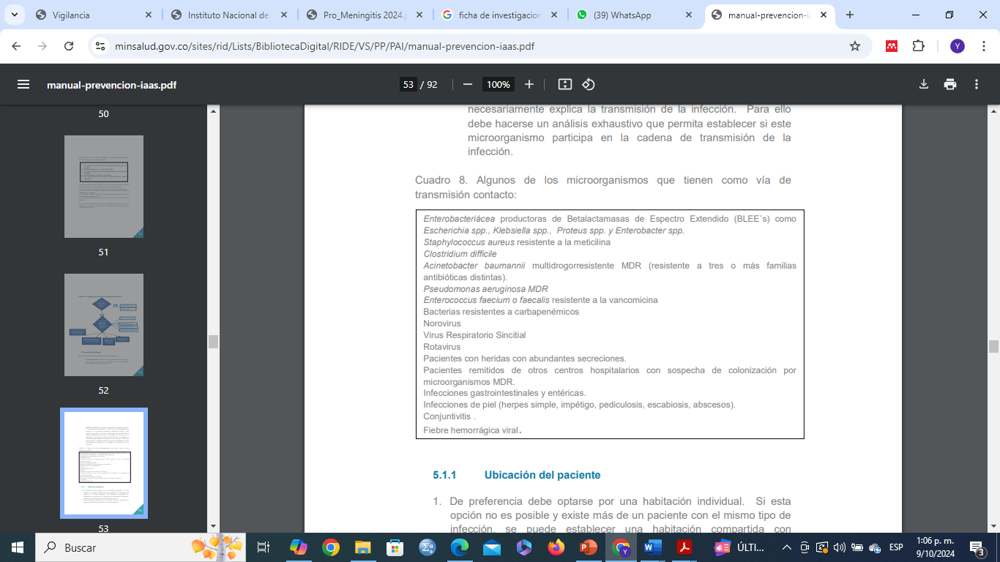 Vigilancia
Instituto Nacional de
Pro_Meningitis 2024.p
ficha de investigacion
(39) WhatsApp
manual-prevencion-ia
minsalud.gov.co/sites/rid/Lists/BibliotecaDigital/RIDE/VS/PP/PAI/manual-prevencion-iaas.pdf
Y
manual-prevencion-iaas.pdf
53 / 92
100%
50
51
52
53
necesariamente explica la transmisión de la infección. Para ello
debe hacerse un análisis exhaustivo que permita establecer si este
microorganismo participa en la cadena de transmisión de la
infección.
Cuadro 8. Algunos de los microorganismos que tienen como vía de
transmisión contacto:
Enterobacteriácea productoras de Betalactamasas de Espectro Extendido (BLEE´s) como
Escherichia spp., Klebsiella spp., Proteus spp. y Enterobacter spp.
Staphylococcus aureus resistente a la meticilina
Clostridium difficile
Acinetobacter baumannii multidrogorresistente MDR (resistente a tres o más familias
antibióticas distintas).
Pseudomonas aeruginosa MDR
Enterococcus faecium o faecalis resistente a la vancomicina
Bacterias resistentes a carbapenémicos
Norovirus
Virus Respiratorio Sincitial
Rotavirus
Pacientes con heridas con abundantes secreciones.
Pacientes remitidos de otros centros hospitalarios con sospecha de colonización por
microorganismos MDR.
Infecciones gastrointestinales y entéricas.
Infecciones de piel (herpes simple, impétigo, pediculosis, escabiosis, abscesos).
Conjuntivitis .
Fiebre hemorrágica viral.
5.1.1 Ubicación del paciente
1. De preferencia debe optarse por una habitación individual. Si esta
opción no es posible y existe más de un paciente con el mismo tipo de
infección, se puede establecer una habitación compartida con
Buscar
ÚLTI...
ESP
1:06 p. m.
9/10/2024
3